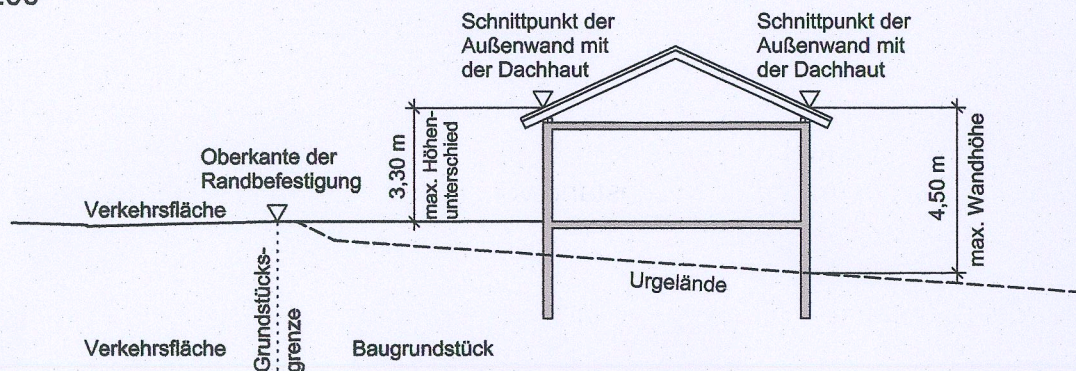 Schnittpunkt der
Außenwand mit
der Dachhaut
Schnittpunkt der
Außenwand mit
der Dachhaut
Oberkante der
Randbefestigung
3,30 m
max. Höhen-
unterschied
4,50 m
max. Wandhöhe
Verkehrsfläche
Urgelände
Grundstücks-
grenze
Verkehrsfläche
Baugrundstück